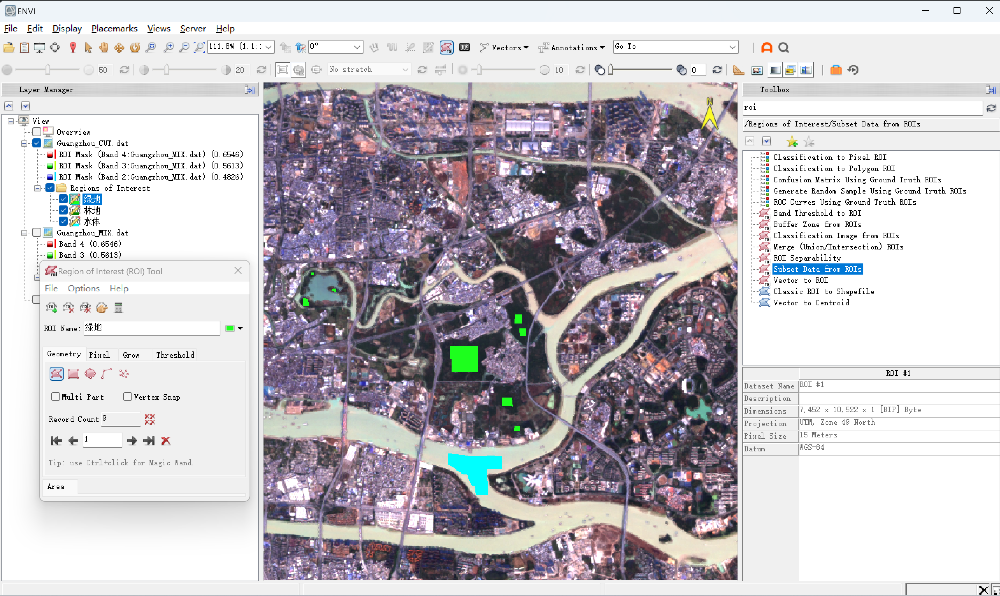 ENVI
File Edit Display Placemarks Views Server Help
111.8% (1.1:: 0° roi Vectors Annotations Go To
50 20 No stretch 10 0
Layer Manager
View
Overview
Guangzhou_CUT.dat
ROI Mask (Band 4:Guangzhou_MIX.dat) (0.6546)
ROI Mask (Band 3:Guangzhou_MIX.dat) (0.5613)
ROI Mask (Band 2:Guangzhou_MIX.dat) (0.4826)
Regions of Interest
绿地
林地
水体
Guangzhou_MIX.dat
Band 4 (0.6546)
Band 3 (0.5613)
Region of Interest (ROI) Tool
File Options Help
roi roi roi
ROI Name: 绿地
Geometry Pixel Grow Threshold
Multi Part Vertex Snap
Record Count 9
1
Tip: use Ctrl+click for Magic Wand.
Area
N
Toolbox
roi
/Regions of Interest/Subset Data from ROIs
Classification to Pixel ROI
Classification to Polygon ROI
Confusion Matrix Using Ground Truth ROIs
Generate Random Sample Using Ground Truth ROIs
ROC Curves Using Ground Truth ROIs
Band Threshold to ROI
Buffer Zone from ROIs
Classification Image from ROIs
Merge (Union/Intersection) ROIs
ROI Separability
Subset Data from ROIs
Vector to ROI
Classic ROI to Shapefile
Vector to Centroid
ROI #1
Dataset Name ROI #1
Description
Dimensions 7,452 x 10,522 x 1 [BIP] Byte
Projection UTM, Zone 49 North
Pixel Size 15 Meters
Datum WGS-84